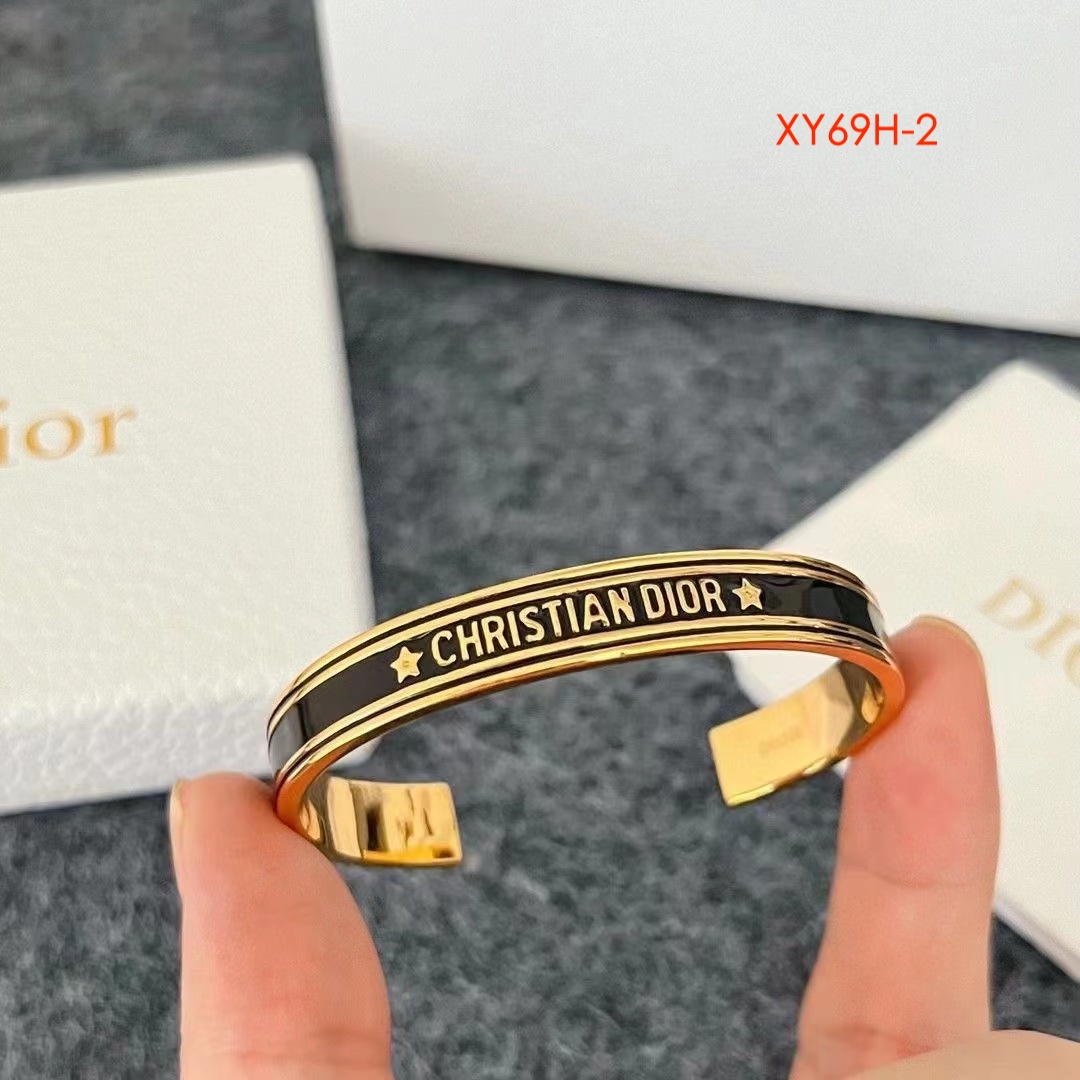 XY69H-2
ior
CHRISTIAN DIOR
DIO